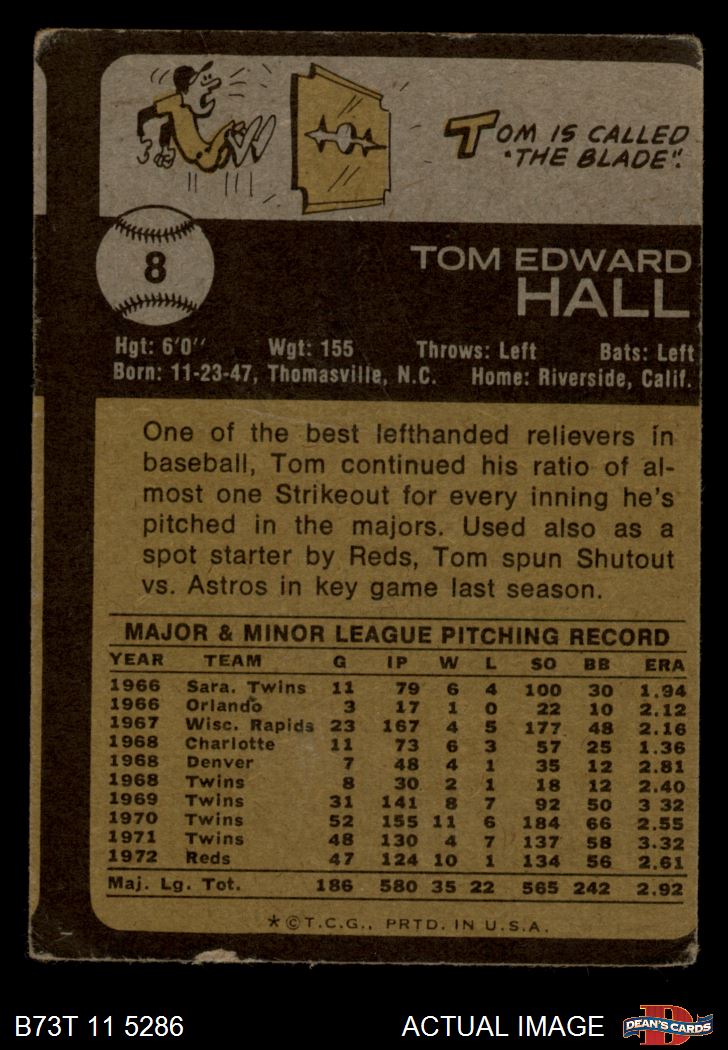 TOM IS CALLED
"THE BLADE".
8
TOM EDWARD
HALL
Hgt: 6'0" Wgt: 155 Throws: Left Bats: Left
Born: 11-23-47, Thomasville, N.C. Home: Riverside, Calif.
One of the best lefthanded relievers in
baseball, Tom continued his ratio of al-
most one Strikeout for every inning he's
pitched in the majors. Used also as a
spot starter by Reds, Tom spun Shutout
vs. Astros in key game last season.
MAJOR & MINOR LEAGUE PITCHING RECORD
YEAR TEAM G IP W L SO BB ERA
1966 Sara. Twins 11 79 6 4 100 30 1.94
1966 Orlando 3 17 1 0 22 10 2.12
1967 Wisc. Rapids 23 167 4 5 177 48 2.16
1968 Charlotte 11 73 6 3 57 25 1.36
1968 Denver 7 48 4 1 35 12 2.81
1968 Twins 8 30 2 1 18 12 2.40
1969 Twins 31 141 8 7 92 50 3 32
1970 Twins 52 155 11 6 184 66 2.55
1971 Twins 48 130 4 7 137 58 3.32
1972 Reds 47 124 10 1 134 56 2.61
Maj. Lg. Tot. 186 580 35 22 565 242 2.92
*©T.C.G., PRTD. IN U.S.A.
B73T 11 5286 ACTUAL IMAGE D DEAN'S CARDS